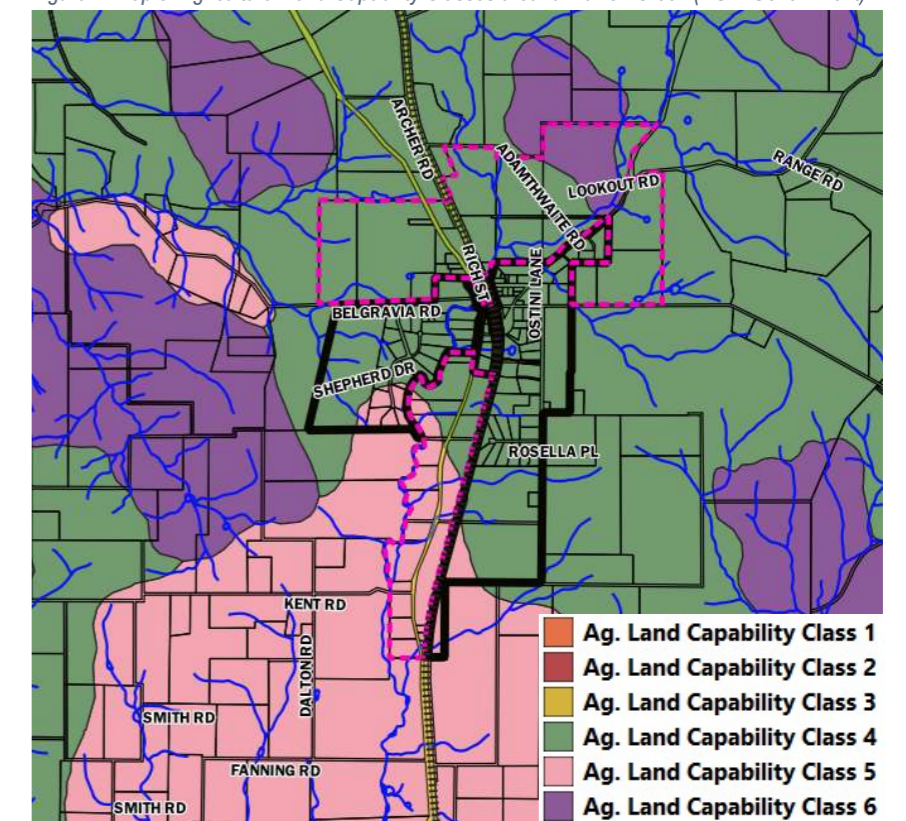 ARCHER RD
ADAMTHWAITE RD
RANGE RD
LOOKOUT RD
RICH ST
OSTINI LANE
BELGRAVIA RD
SHEPHERD DR
ROSELLA PL
KENT RD
DALTON RD
SMITH RD
FANNING RD
SMITH RD
Ag. Land Capability Class 1
Ag. Land Capability Class 2
Ag. Land Capability Class 3
Ag. Land Capability Class 4
Ag. Land Capability Class 5
Ag. Land Capability Class 6